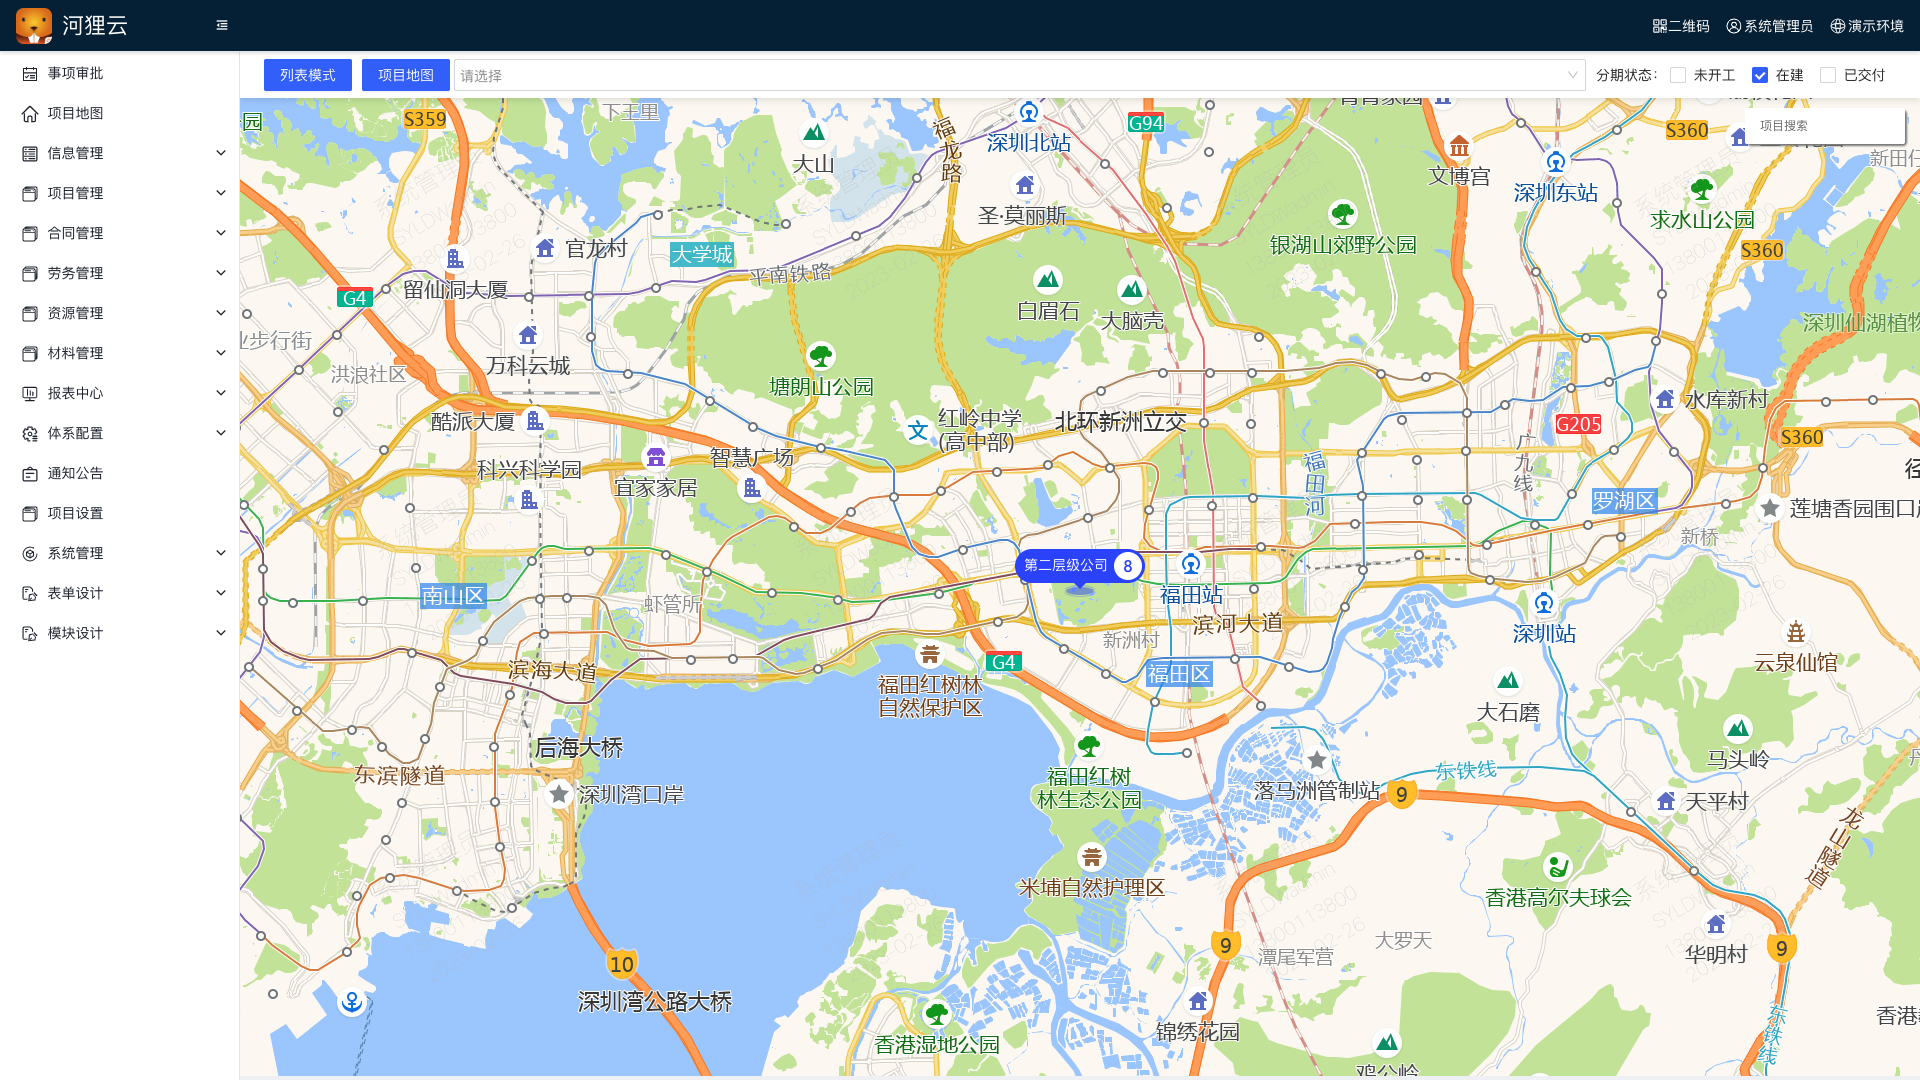 河狸云
二维码
系统管理员
演示环境
事项审批
项目地图
信息管理
项目管理
合同管理
劳务管理
资源管理
材料管理
报表中心
体系配置
通知公告
项目设置
系统管理
表单设计
模块设计
列表模式
项目地图
请选择
分期状态：
未开工
在建
已交付
项目搜索
园
S359
下王里
大山
福龙路
深圳北站
G94
文博宫
S360
深圳东站
求水山公园
圣·莫丽斯
银湖山郊野公园
S360
官龙村
大学城
平南铁路
留仙洞大厦
G4
白眉石
大脑壳
深圳仙湖植物
业步行街
万科云城
洪浪社区
塘朗山公园
水库新村
酷派大厦
红岭中学
(高中部)
北环新洲立交
G205
S360
广九线
智慧广场
科兴科学园
宜家家居
福田河
罗湖区
莲塘香园围口岸
新桥
第二层级公司 8
南山区
虾管所
福田站
新洲村
滨河大道
深圳站
云泉仙馆
滨海大道
G4
福田区
福田红树林
自然保护区
大石磨
后海大桥
马头岭
东滨隧道
福田红树
林生态公园
深圳湾口岸
落马洲管制站
9
东铁线
天平村
龙山隧道
米埔自然护理区
香港高尔夫球会
大罗天
华明村
9
9
潭尾军营
10
深圳湾公路大桥
锦绣花园
香港湿地公园
东铁线
鸡公岭